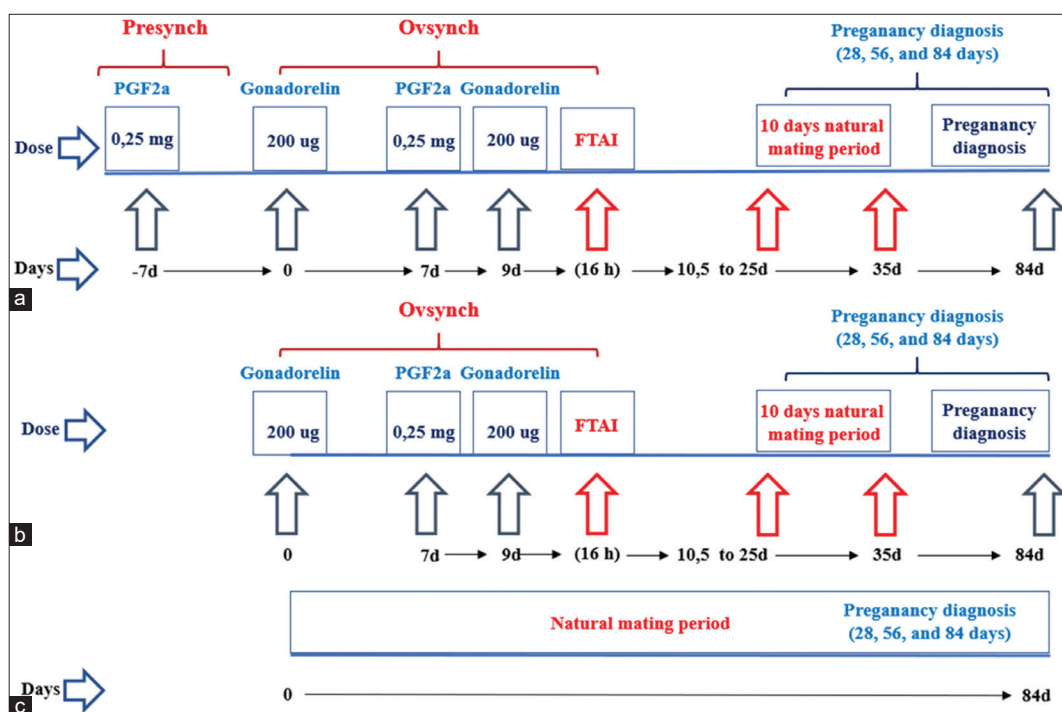 Presynch
Ovsynch
Preganancy diagnosis
(28, 56, and 84 days)
PGF2a
Gonadorelin
PGF2a
Gonadorelin
Dose
0,25 mg
200 ug
0,25 mg
200 ug
FTAI
10 days natural
mating period
Preganancy
diagnosis
Days
-7d
0
7d
9d
(16 h)
10,5 to 25d
35d
84d
a
Ovsynch
Preganancy diagnosis
(28, 56, and 84 days)
Gonadorelin
PGF2a
Gonadorelin
Dose
200 ug
0,25 mg
200 ug
FTAI
10 days natural
mating period
Preganancy
diagnosis
b
0
7d
9d
(16 h)
10,5 to 25d
35d
84d
Natural mating period
Preganancy diagnosis
(28, 56, and 84 days)
Days
0
84d
c